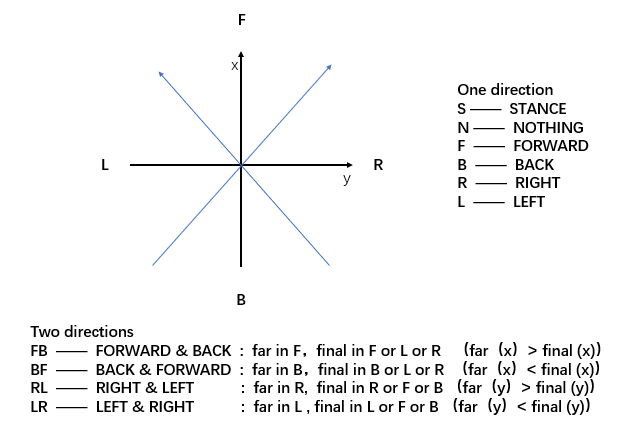 F
x
L
R
y
B
One direction
S —— STANCE
N —— NOTHING
F —— FORWARD
B —— BACK
R —— RIGHT
L —— LEFT
Two directions
FB —— FORWARD & BACK : far in F， final in F or L or R （far （x） > final (x)）
BF —— BACK & FORWARD : far in B， final in B or L or R （far （x） < final (x)）
RL —— RIGHT & LEFT : far in R, final in R or F or B （far （y） > final (y)）
LR —— LEFT & RIGHT : far in L , final in L or F or B （far （y） < final (y)）